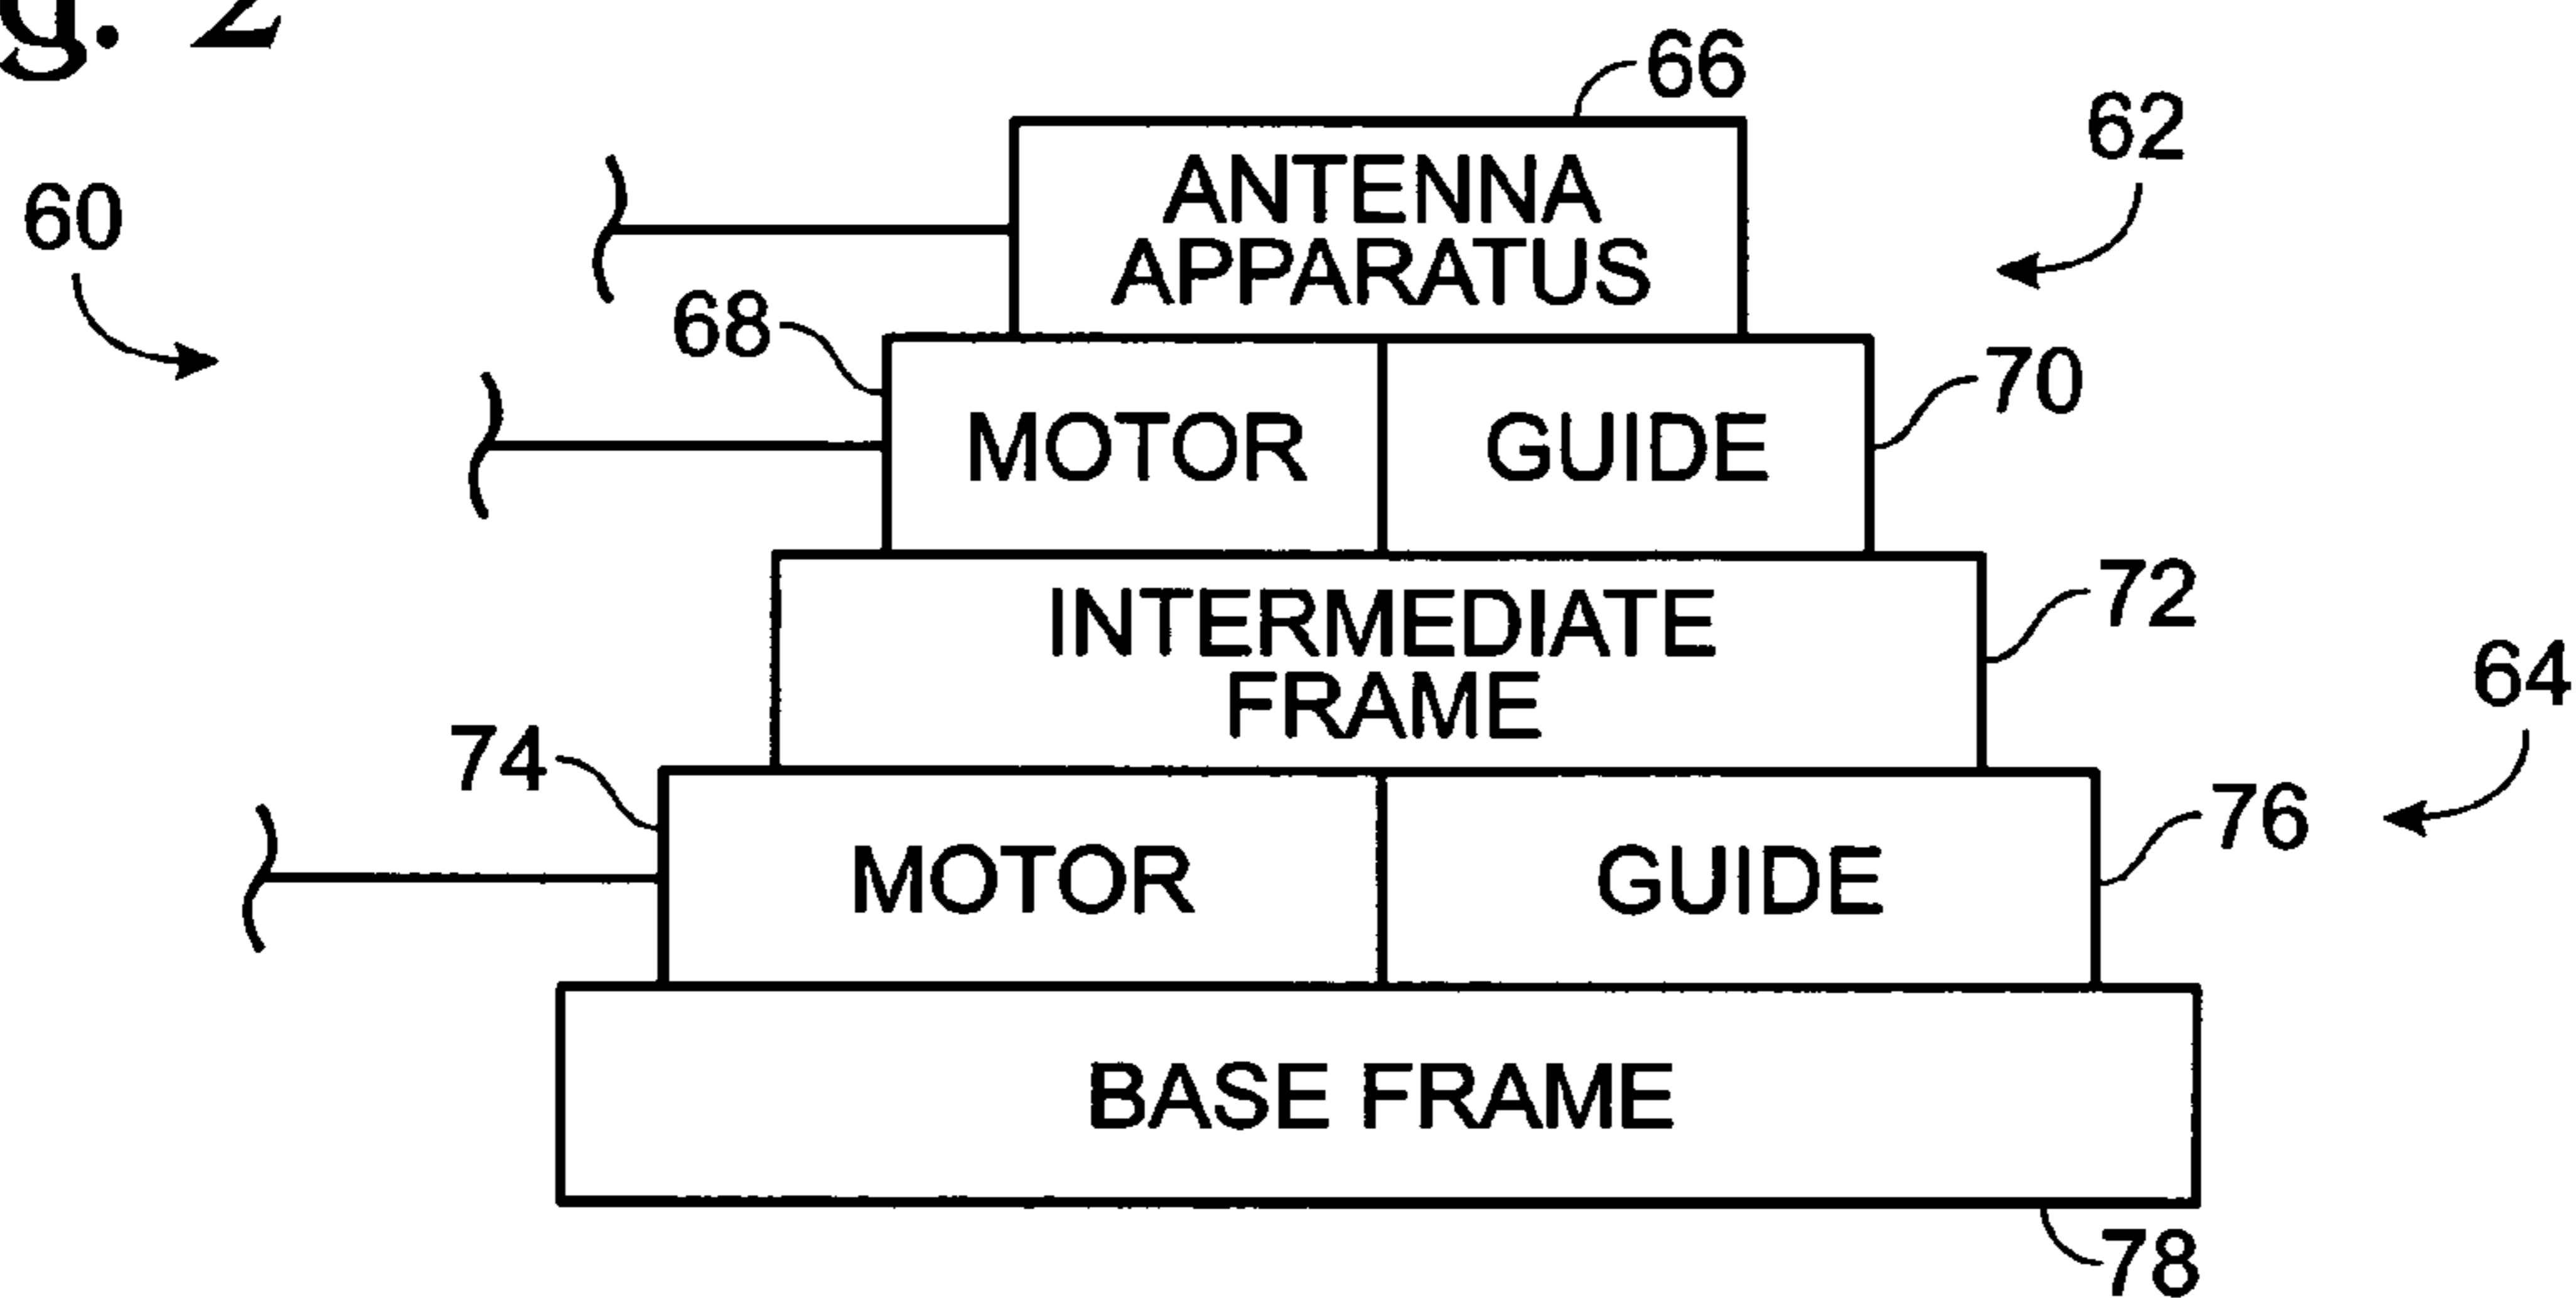 g. 2
66
62
60
ANTENNA
APPARATUS
68
70
MOTOR GUIDE
72
INTERMEDIATE
FRAME
64
74
76
MOTOR GUIDE
BASE FRAME
78